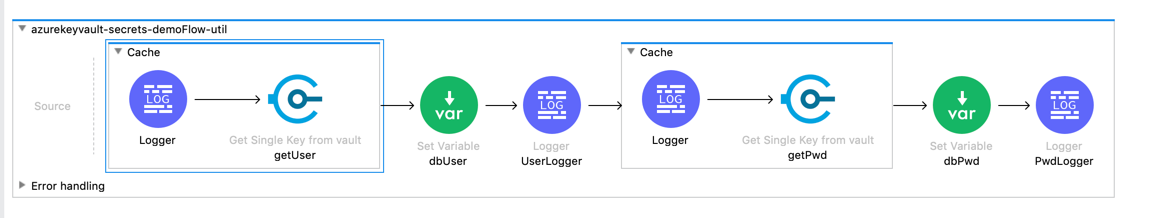 azurekeyvault-secrets-demoFlow-util
Source
Cache
LOG
Logger
Get Single Key from vault
getUser
var
Set Variable
dbUser
LOG
Logger
UserLogger
Cache
LOG
Logger
Get Single Key from vault
getPwd
var
Set Variable
dbPwd
LOG
Logger
PwdLogger
Error handling